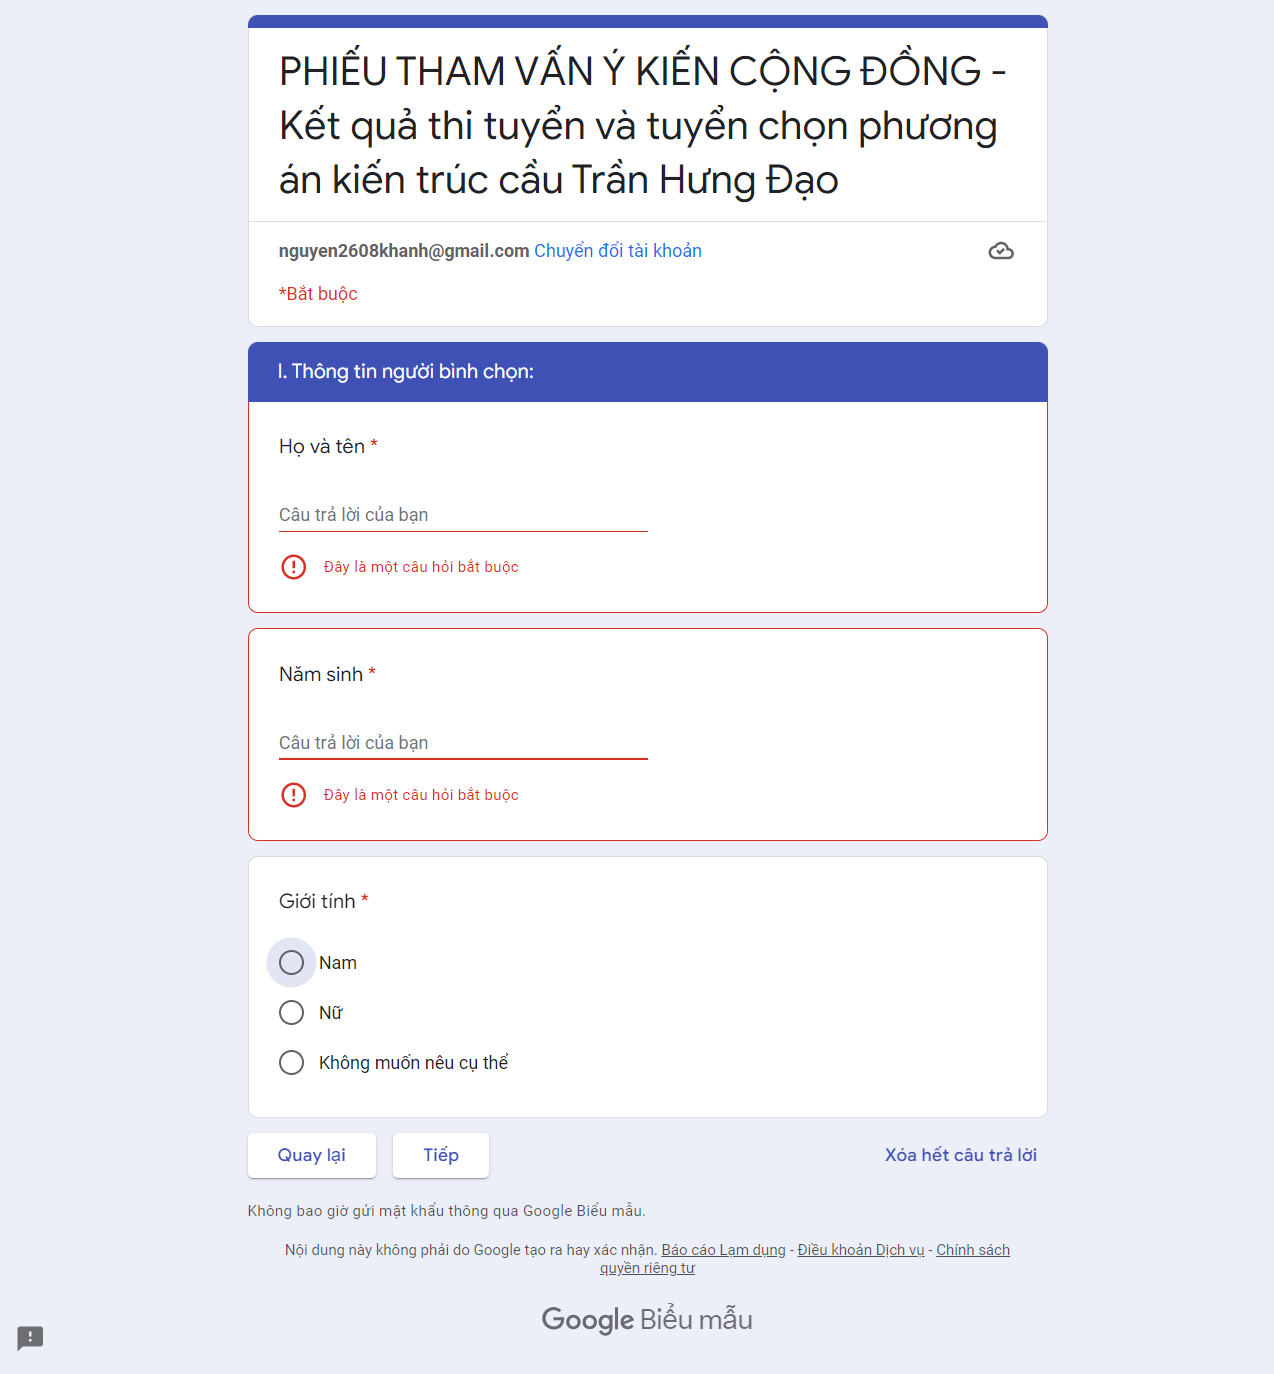 PHIẾU THAM VẤN Ý KIẾN CỘNG ĐỒNG -
Kết quả thi tuyển và tuyển chọn phương
án kiến trúc cầu Trần Hưng Đạo
nguyen2608khanh@gmail.com Chuyển đổi tài khoản
*Bắt buộc
I. Thông tin người bình chọn:
Họ và tên *
Câu trả lời của bạn
Đây là một câu hỏi bắt buộc
Năm sinh *
Câu trả lời của bạn
Đây là một câu hỏi bắt buộc
Giới tính *
Nam
Nữ
Không muốn nêu cụ thể
Quay lại Tiếp Xóa hết câu trả lời
Không bao giờ gửi mật khẩu thông qua Google Biểu mẫu.
Nội dung này không phải do Google tạo ra hay xác nhận. Báo cáo Lạm dụng - Điều khoản Dịch vụ - Chính sách
quyền riêng tư
Google Biểu mẫu